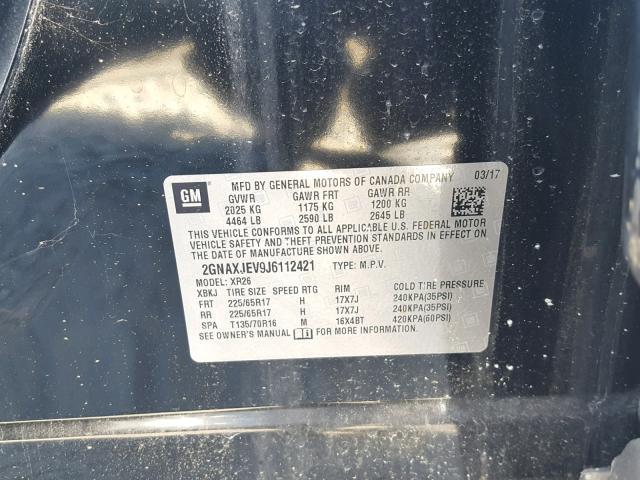 GM
MFD BY GENERAL MOTORS OF CANADA COMPANY 03/17
GVWR GAWR FRT GAWR RR
2025 KG 1175 KG 1200 KG
4464 LB 2590 LB 2645 LB
THIS VEHICLE CONFORMS TO ALL APPLICABLE U.S. FEDERAL MOTOR
VEHICLE SAFETY AND THEFT PREVENTION STANDARDS IN EFFECT ON
THE DATE OF MANUFACTURE SHOWN ABOVE.
2GNAXJEV9J6112421 TYPE: M.P.V.
MODEL: XR26
XBKJ TIRE SIZE SPEED RTG RIM COLD TIRE PRESSURE
FRT 225/65R17 H 17X7J 240KPA(35PSI)
RR 225/65R17 H 17X7J 240KPA(35PSI)
SPA T135/70R16 M 16X4BT 420KPA(60PSI)
SEE OWNER'S MANUAL FOR MORE INFORMATION.